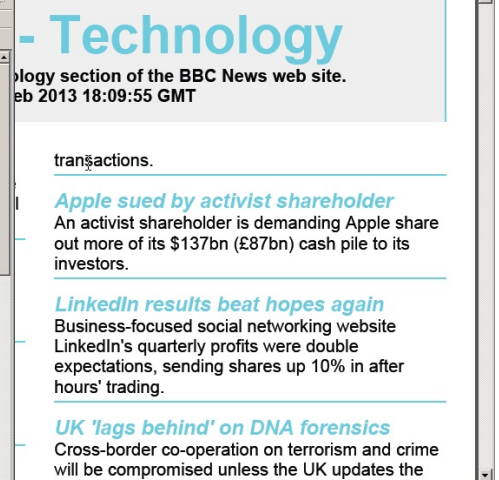 - Technology
ology section of the BBC News web site.
eb 2013 18:09:55 GMT
transactions.
Apple sued by activist shareholder
An activist shareholder is demanding Apple share
out more of its $137bn (£87bn) cash pile to its
investors.
LinkedIn results beat hopes again
Business-focused social networking website
LinkedIn's quarterly profits were double
expectations, sending shares up 10% in after
hours' trading.
UK 'lags behind' on DNA forensics
Cross-border co-operation on terrorism and crime
will be compromised unless the UK updates the